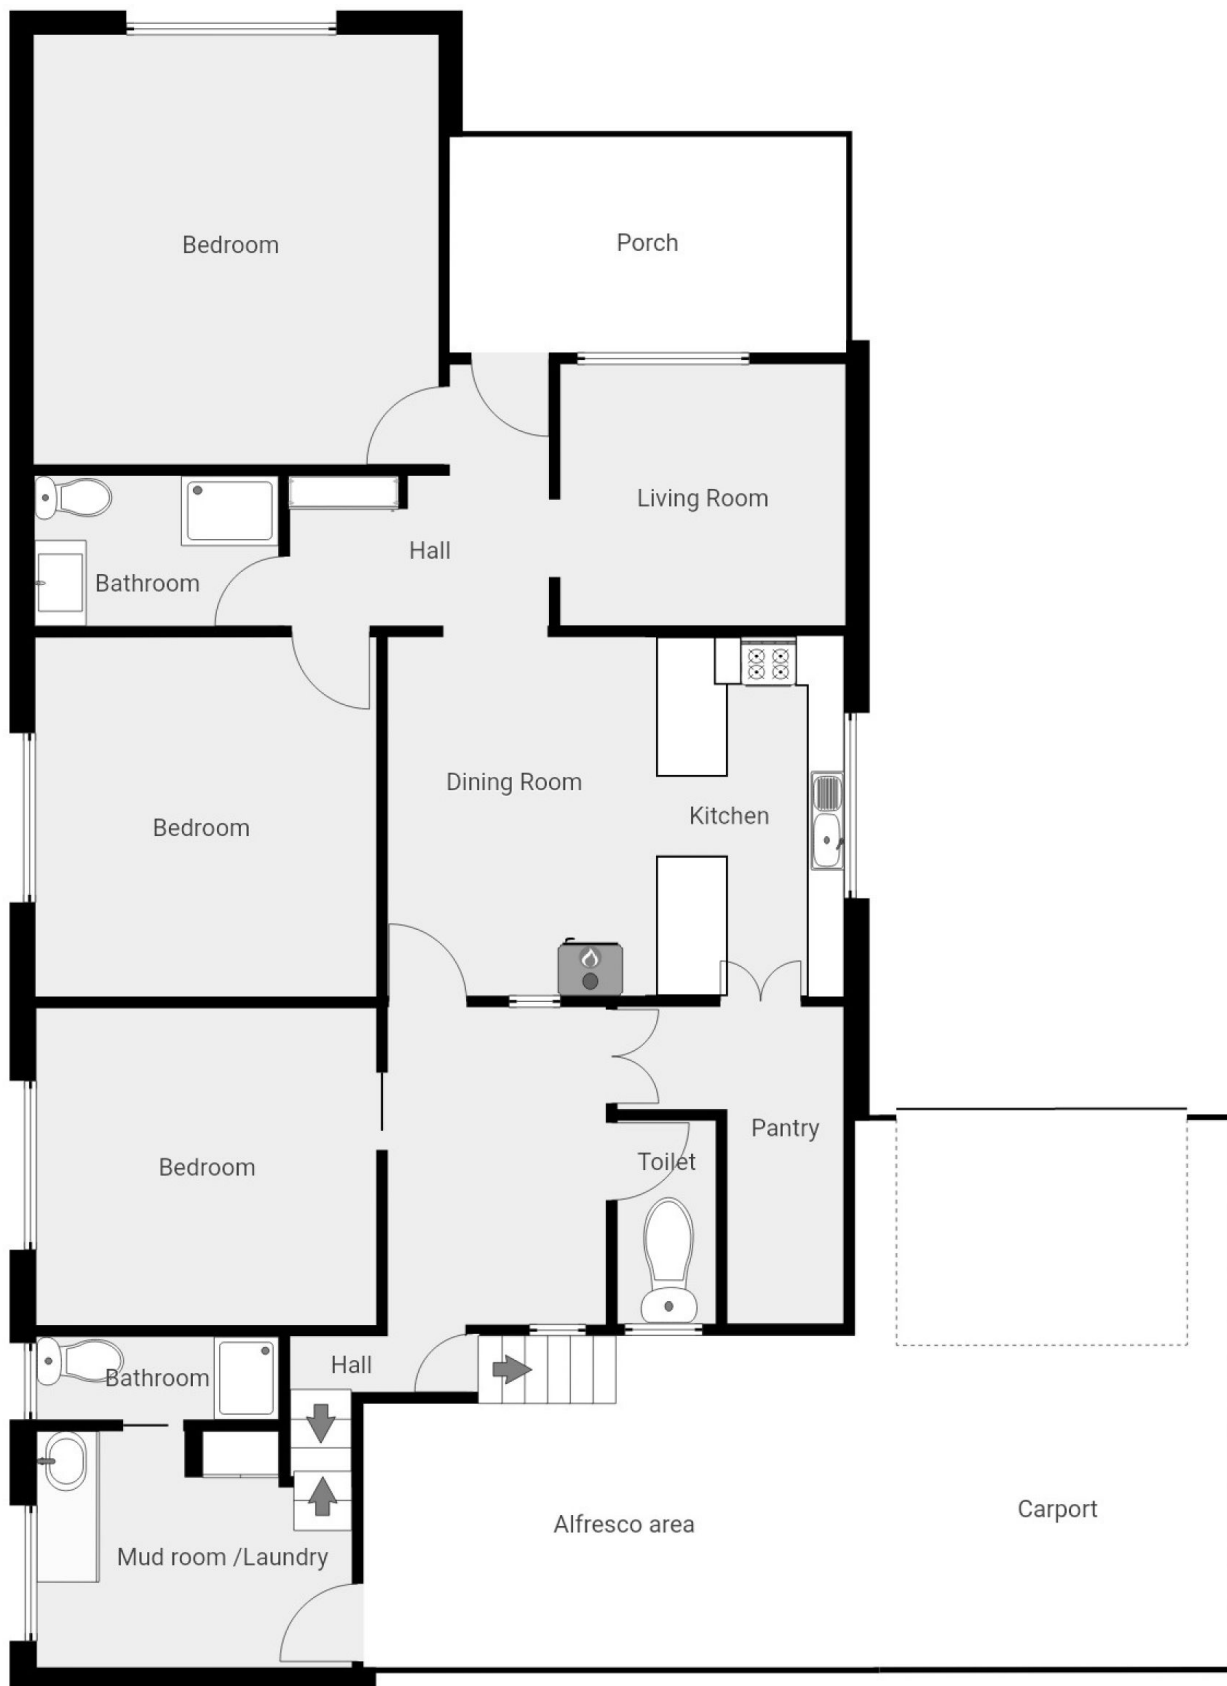 Bedroom
Porch
Living Room
Hall
Bathroom
Dining Room
Kitchen
Bedroom
Pantry
Toilet
Bedroom
Hall
Bathroom
Carport
Alfresco area
Mud room /Laundry